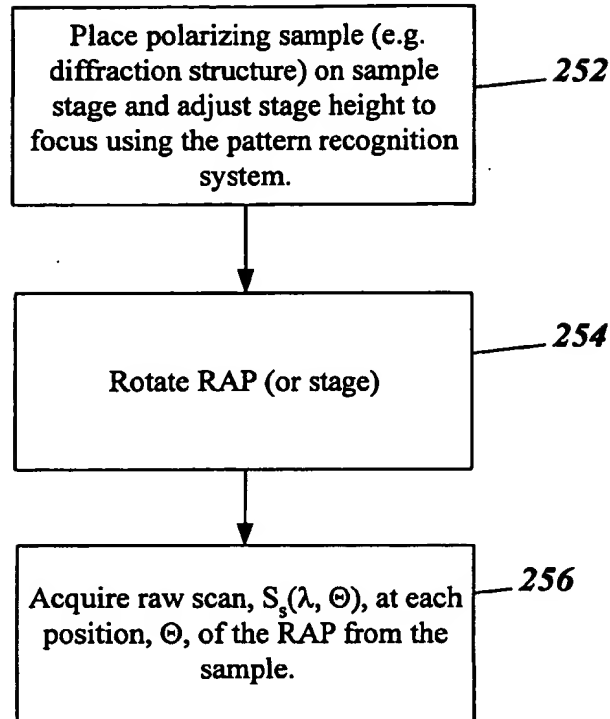 Place polarizing sample (e.g.
diffraction structure) on sample
stage and adjust stage height to
focus using the pattern recognition
system.
252
Rotate RAP (or stage)
254
Acquire raw scan, Sₛ(λ, Θ), at each
position, Θ, of the RAP from the
sample.
256